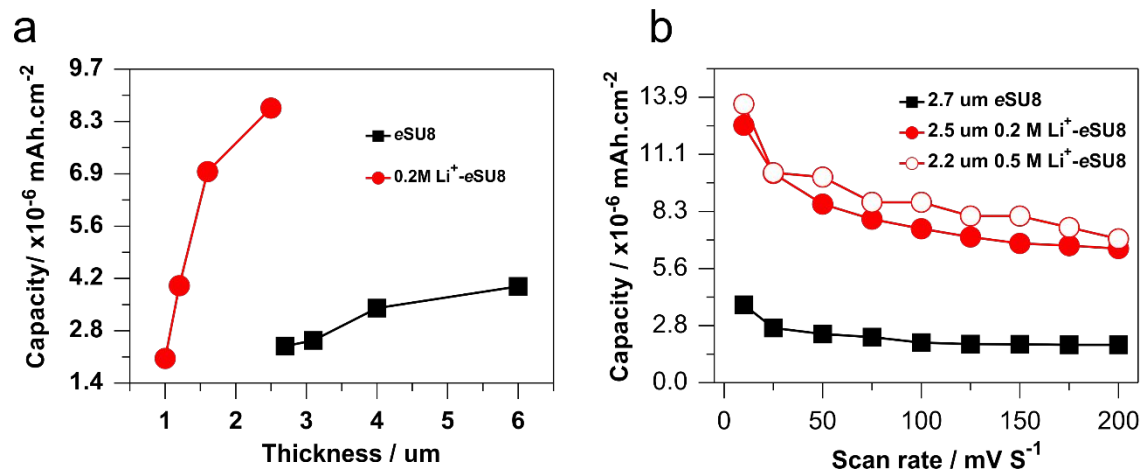 a
Capacity/ x10⁻⁶ mAh.cm⁻²
9.7
8.3
6.9
5.6
4.2
2.8
1.4
eSU8
0.2M Li⁺-eSU8
1 2 3 4 5 6
Thickness / um
b
Capacity / x10⁻⁶ mAh.cm⁻²
13.9
11.1
8.3
5.6
2.8
0.0
2.7 um eSU8
2.5 um 0.2 M Li⁺-eSU8
2.2 um 0.5 M Li⁺-eSU8
0 50 100 150 200
Scan rate / mV S⁻¹